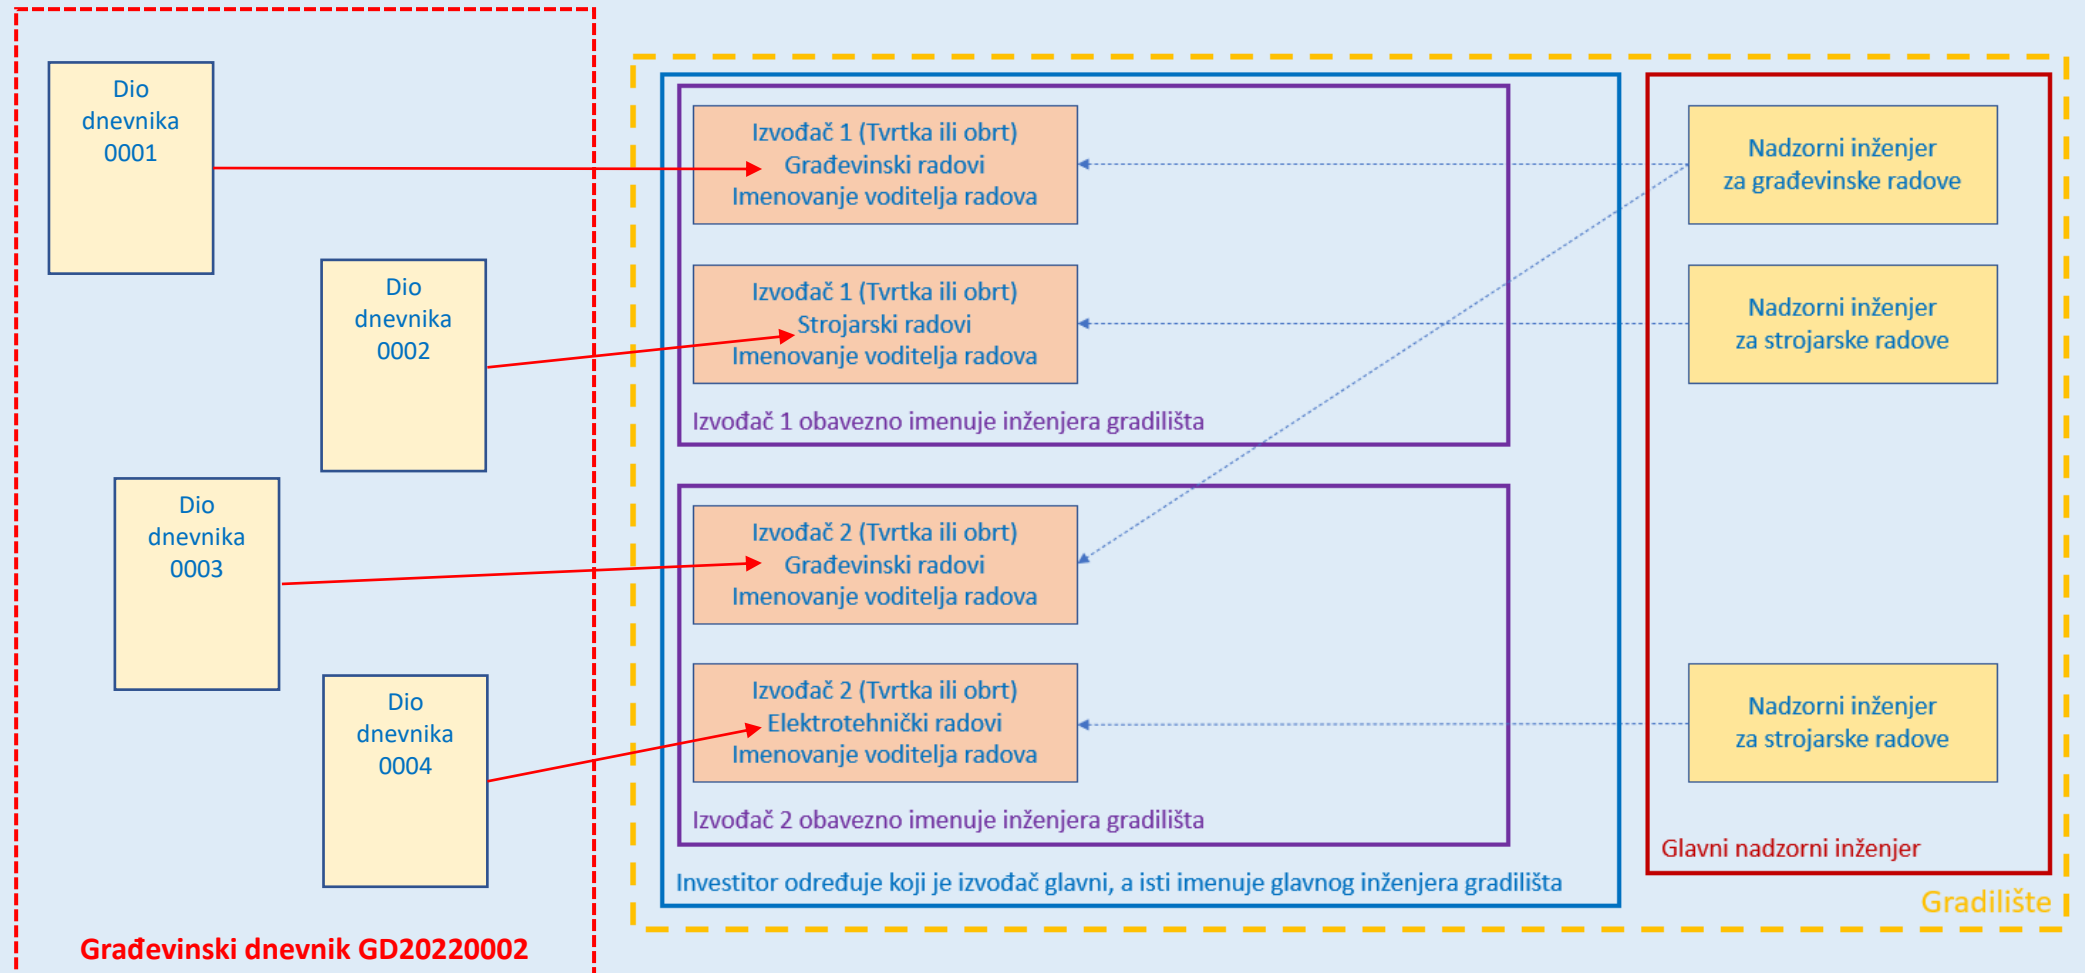 Dio
dnevnika
0001
Dio
dnevnika
0002
Dio
dnevnika
0003
Dio
dnevnika
0004
Građevinski dnevnik GD20220002
Izvođač 1 (Tvrtka ili obrt)
Građevinski radovi
Imenovanje voditelja radova
Izvođač 1 (Tvrtka ili obrt)
Strojarski radovi
Imenovanje voditelja radova
Izvođač 1 obavezno imenuje inženjera gradilišta
Izvođač 2 (Tvrtka ili obrt)
Građevinski radovi
Imenovanje voditelja radova
Izvođač 2 (Tvrtka ili obrt)
Elektrotehnički radovi
Imenovanje voditelja radova
Izvođač 2 obavezno imenuje inženjera gradilišta
Investitor određuje koji je izvođač glavni, a isti imenuje glavnog inženjera gradilišta
Nadzorni inženjer
za građevinske radove
Nadzorni inženjer
za strojarske radove
Nadzorni inženjer
za strojarske radove
Glavni nadzorni inženjer
Gradilište